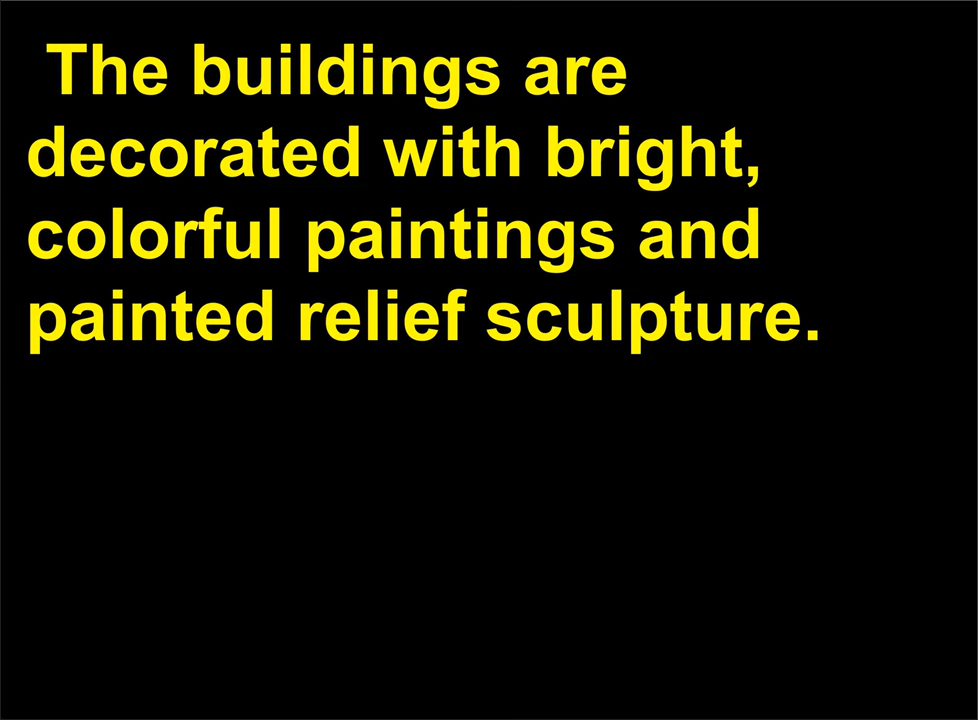 The buildings are
decorated with bright,
colorful paintings and
painted relief sculpture.